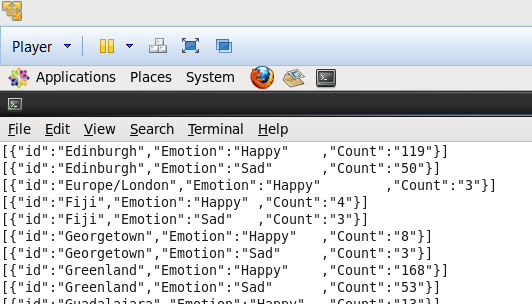 Player
Applications Places System
File Edit View Search Terminal Help
[{"id":"Edinburgh","Emotion":"Happy"    ,"Count":"119"}]
[{"id":"Edinburgh","Emotion":"Sad"      ,"Count":"50"}]
[{"id":"Europe/London","Emotion":"Happy"        ,"Count":"3"}]
[{"id":"Fiji","Emotion":"Happy" ,"Count":"4"}]
[{"id":"Fiji","Emotion":"Sad"   ,"Count":"3"}]
[{"id":"Georgetown","Emotion":"Happy"   ,"Count":"8"}]
[{"id":"Georgetown","Emotion":"Sad"     ,"Count":"3"}]
[{"id":"Greenland","Emotion":"Happy"    ,"Count":"168"}]
[{"id":"Greenland","Emotion":"Sad"      ,"Count":"53"}]
[{"id":"Guadalajara","Emotion":"Happy"  ,"Count":"13"}]